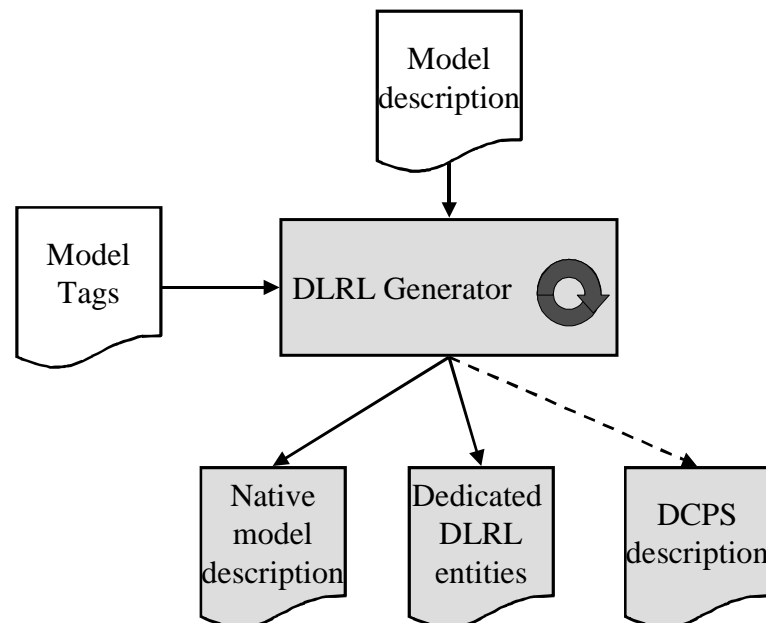 Model
description
Model
Tags
DLRL Generator
Native
model
description
Dedicated
DLRL
entities
DCPS
description